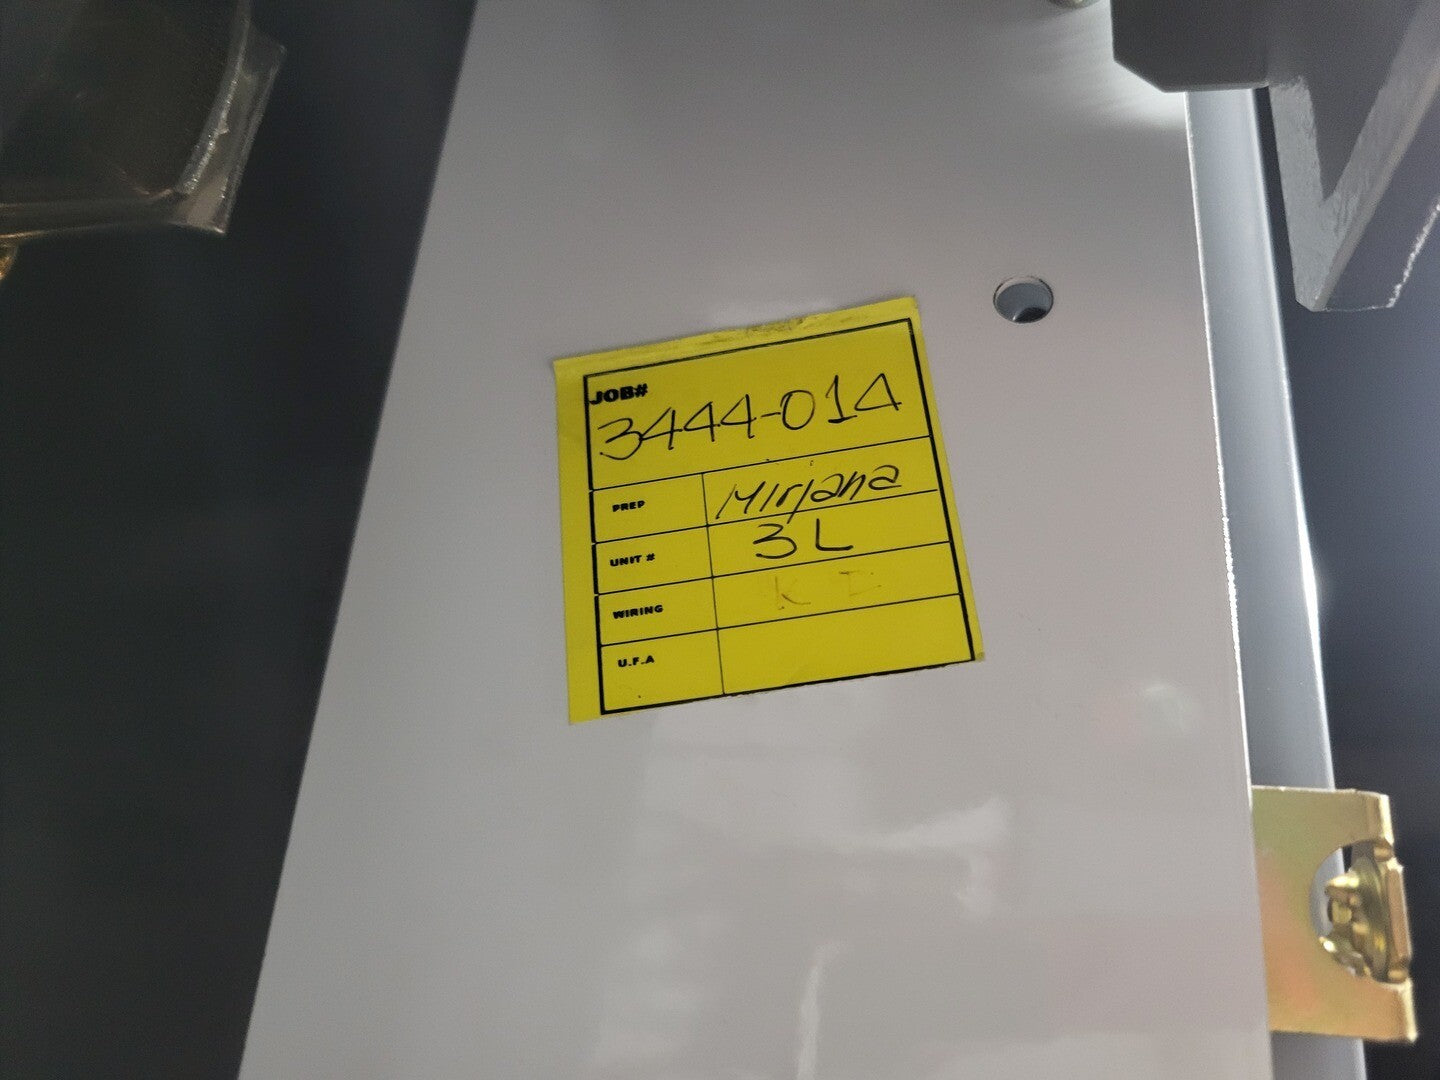 JOB#
3444-014
PREP Mirjana
UNIT # 3L
WIRING K D
U.F.A